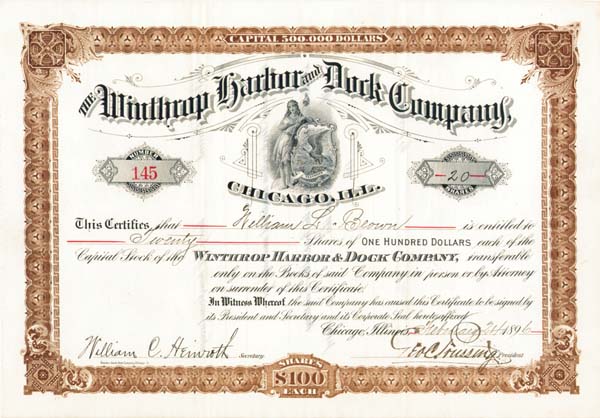 CAPITAL 500.000 DOLLARS
THE Winthrop Harbor and Dock Company,
NUMBER
145
SHARES
-20-
CHICAGO, ILL.
This Certifies that William L. Brown is entitled to
Twenty Shares of ONE HUNDRED DOLLARS each of the
Capital Stock of the WINTHROP HARBOR & DOCK COMPANY, transferable
only on the Books of said Company in person or by Attorney
on surrender of this Certificate.
In Witness Whereof, the said Company has caused this Certificate to be signed by
its President and Secretary and its Corporate Seal hereto affixed
Chicago, Illinois, 1896
William C. Secretary. President
SHARES
$100
EACH